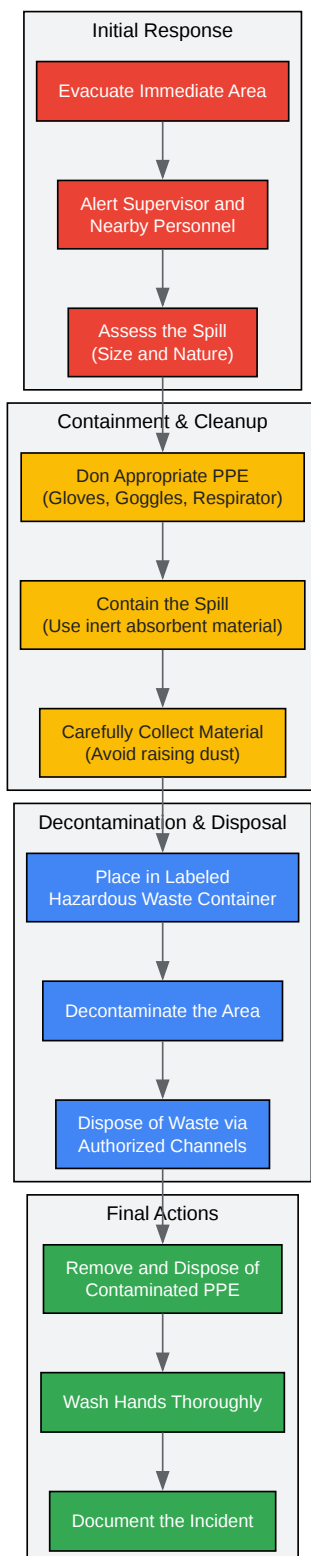 Initial Response
Evacuate Immediate Area
Alert Supervisor and
Nearby Personnel
Assess the Spill
(Size and Nature)
Containment & Cleanup
Don Appropriate PPE
(Gloves, Goggles, Respirator)
Contain the Spill
(Use inert absorbent material)
Carefully Collect Material
(Avoid raising dust)
Decontamination & Disposal
Place in Labeled
Hazardous Waste Container
Decontaminate the Area
Dispose of Waste via
Authorized Channels
Final Actions
Remove and Dispose of
Contaminated PPE
Wash Hands Thoroughly
Document the Incident